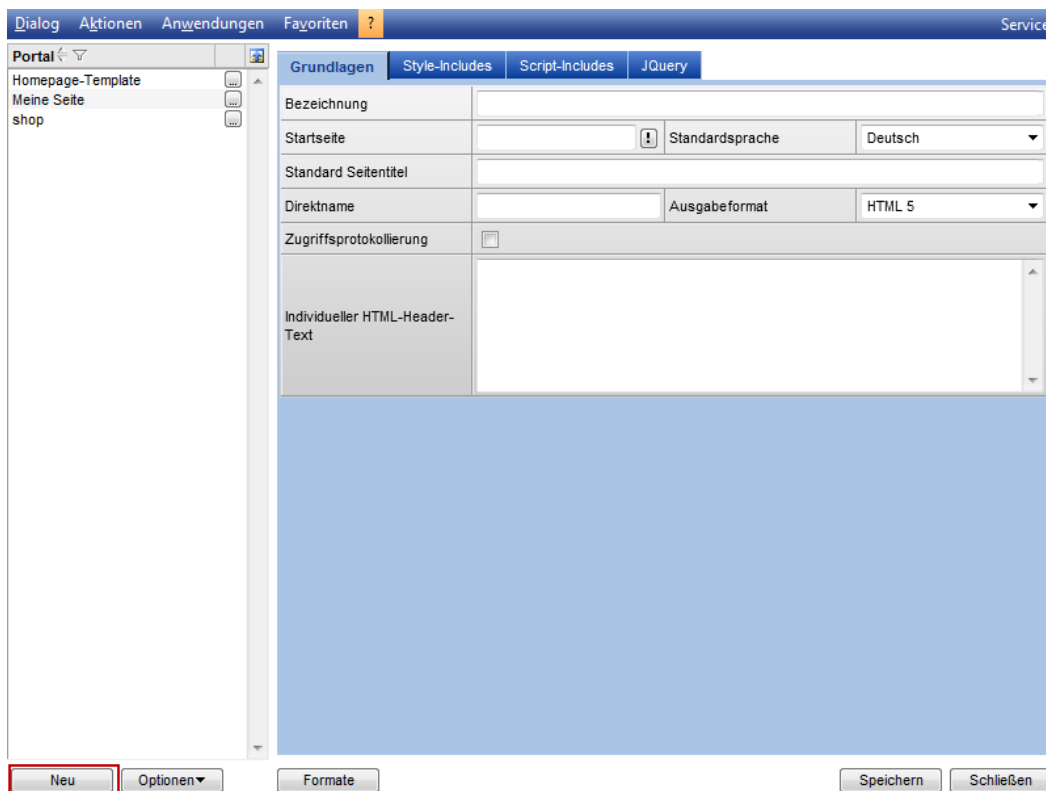 Dialog Aktionen Anwendungen Favoriten ? Service
Portal
Homepage-Template ...
Meine Seite ...
shop ...
Grundlagen Style-Includes Script-Includes JQuery
Bezeichnung
Startseite ! Standardsprache Deutsch
Standard Seitentitel
Direktname Ausgabeformat HTML 5
Zugriffsprotokollierung
Individueller HTML-Header-
Text
Neu Optionen Formate Speichern Schließen